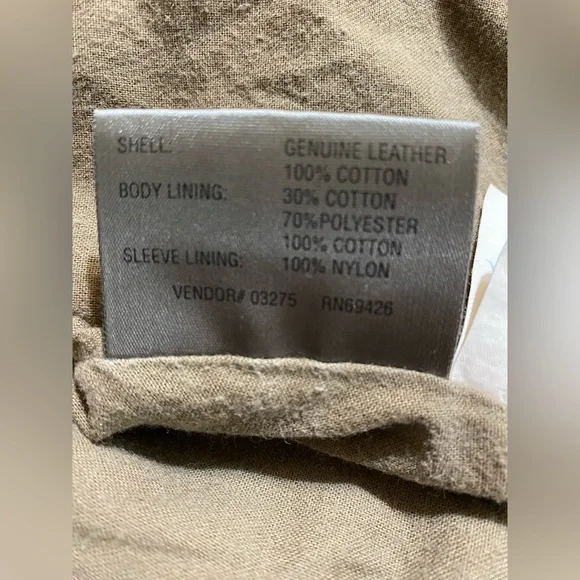 SHELL: GENUINE LEATHER
100% COTTON
BODY LINING: 30% COTTON
70%POLYESTER
100% COTTON
SLEEVE LINING: 100% NYLON
VENDOR# 03275 RN69426